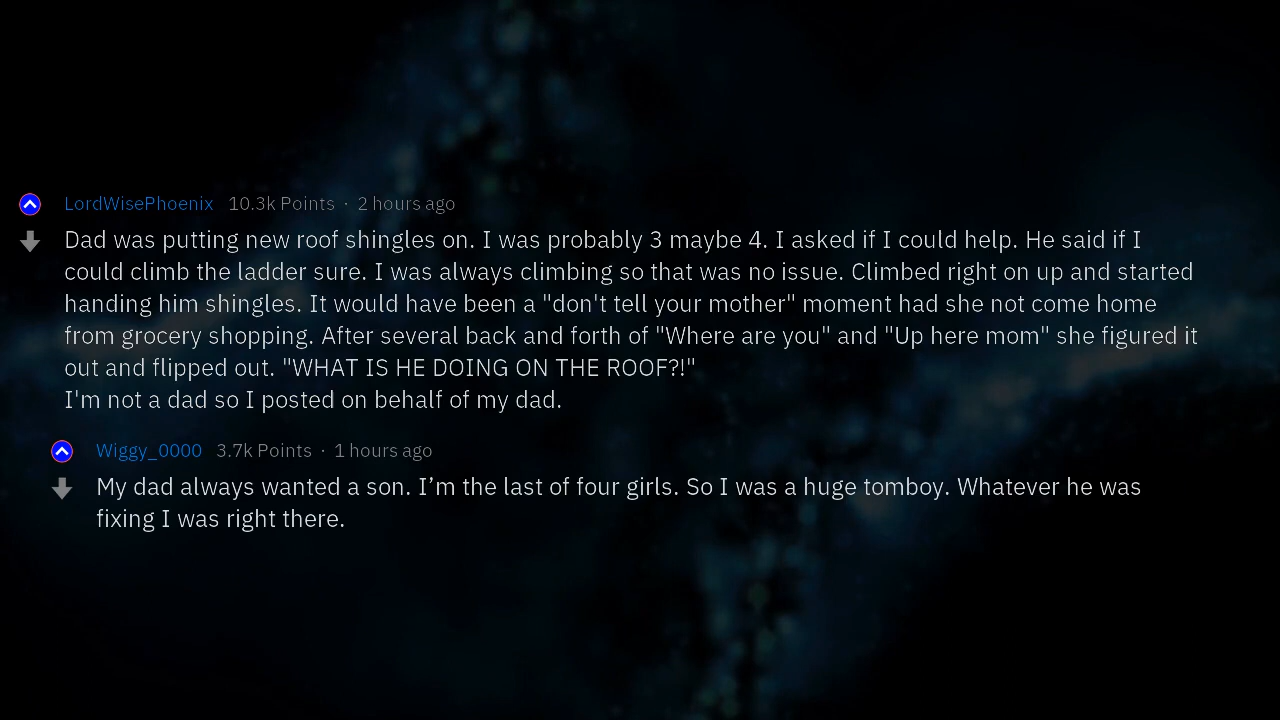 LordWisePhoenix 10.3k Points · 2 hours ago
Dad was putting new roof shingles on. I was probably 3 maybe 4. I asked if I could help. He said if I
could climb the ladder sure. I was always climbing so that was no issue. Climbed right on up and started
handing him shingles. It would have been a "don't tell your mother" moment had she not come home
from grocery shopping. After several back and forth of "Where are you" and "Up here mom" she figured it
out and flipped out. "WHAT IS HE DOING ON THE ROOF?!"
I'm not a dad so I posted on behalf of my dad.
Wiggy_0000 3.7k Points · 1 hours ago
My dad always wanted a son. I’m the last of four girls. So I was a huge tomboy. Whatever he was
fixing I was right there.